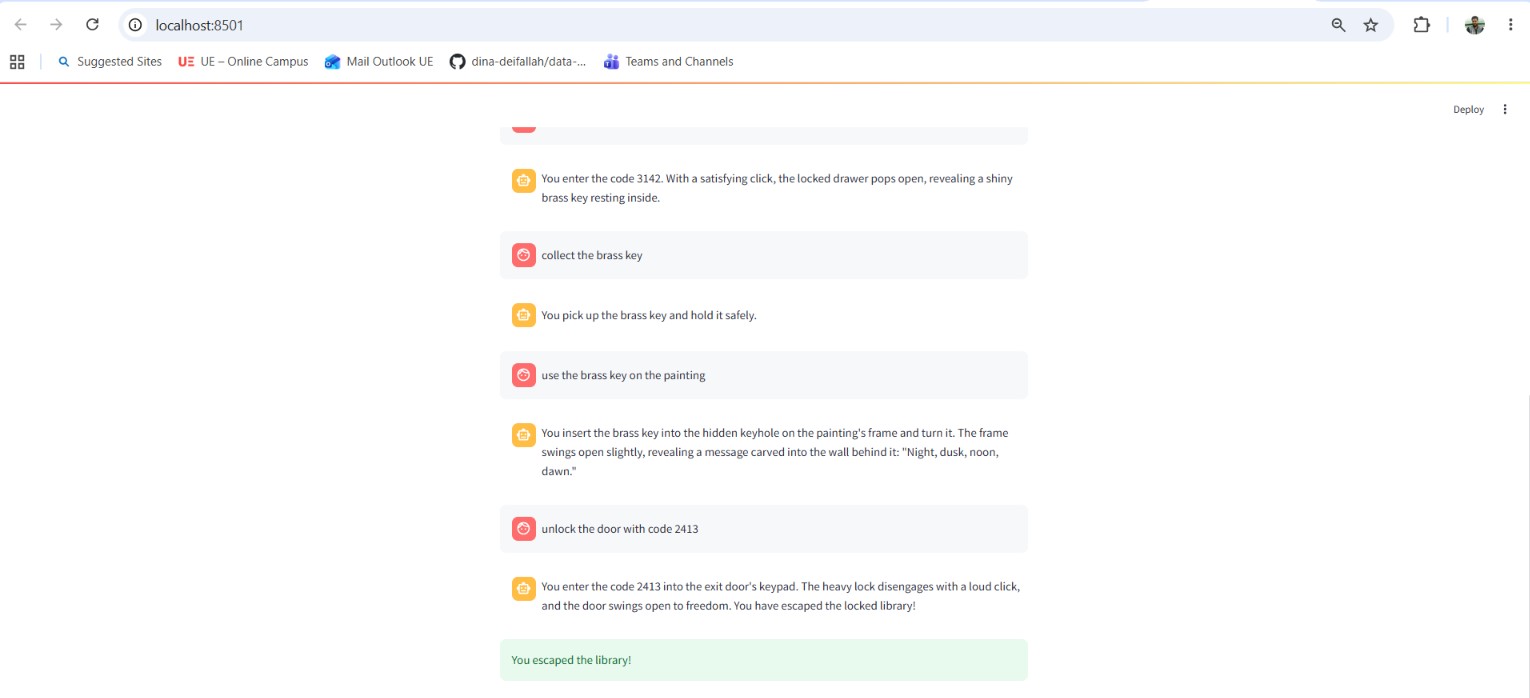 localhost:8501
Suggested Sites
UE – Online Campus
Mail Outlook UE
dina-deifallah/data-...
Teams and Channels
Deploy
You enter the code 3142. With a satisfying click, the locked drawer pops open, revealing a shiny
brass key resting inside.
collect the brass key
You pick up the brass key and hold it safely.
use the brass key on the painting
You insert the brass key into the hidden keyhole on the painting's frame and turn it. The frame
swings open slightly, revealing a message carved into the wall behind it: "Night, dusk, noon,
dawn."
unlock the door with code 2413
You enter the code 2413 into the exit door's keypad. The heavy lock disengages with a loud click,
and the door swings open to freedom. You have escaped the locked library!
You escaped the library!